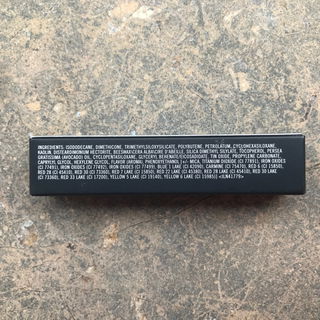 INGREDIENTS: ISODODECANE, DIMETHICONE, TRIMETHYLSILOXYSILICATE, POLYBUTENE, PETROLATUM, CYCLOHEXASILOXANE,
KAOLIN, DISTEARDIMONIUM HECTORITE, BEESWAX\CERA ALBA\CIRE D'ABEILLE, SILICA DIMETHYL SILYLATE, TOCOPHEROL, PERSEA
GRATISSIMA (AVOCADO) OIL, CYCLOPENTASILOXANE, GLYCERYL BEHENATE/EICOSADIOATE, TIN OXIDE, PROPYLENE CARBONATE,
CAPRYLYL GLYCOL, HEXYLENE GLYCOL, FLAVOR (AROMA), PHENOXYETHANOL [+/- MICA, TITANIUM DIOXIDE (CI 77891), IRON OXIDES
(CI 77491), IRON OXIDES (CI 77492), IRON OXIDES (CI 77499), BLUE 1 LAKE (CI 42090), CARMINE (CI 75470), RED 6 (CI 15850),
RED 28 (CI 45410), RED 30 (CI 73360), RED 7 LAKE (CI 15850), RED 22 LAKE (CI 45380), RED 28 LAKE (CI 45410), RED 30 LAKE
(CI 73360), RED 33 LAKE (CI 17200), YELLOW 5 LAKE (CI 19140), YELLOW 6 LAKE (CI 15985)] <ILN41779>